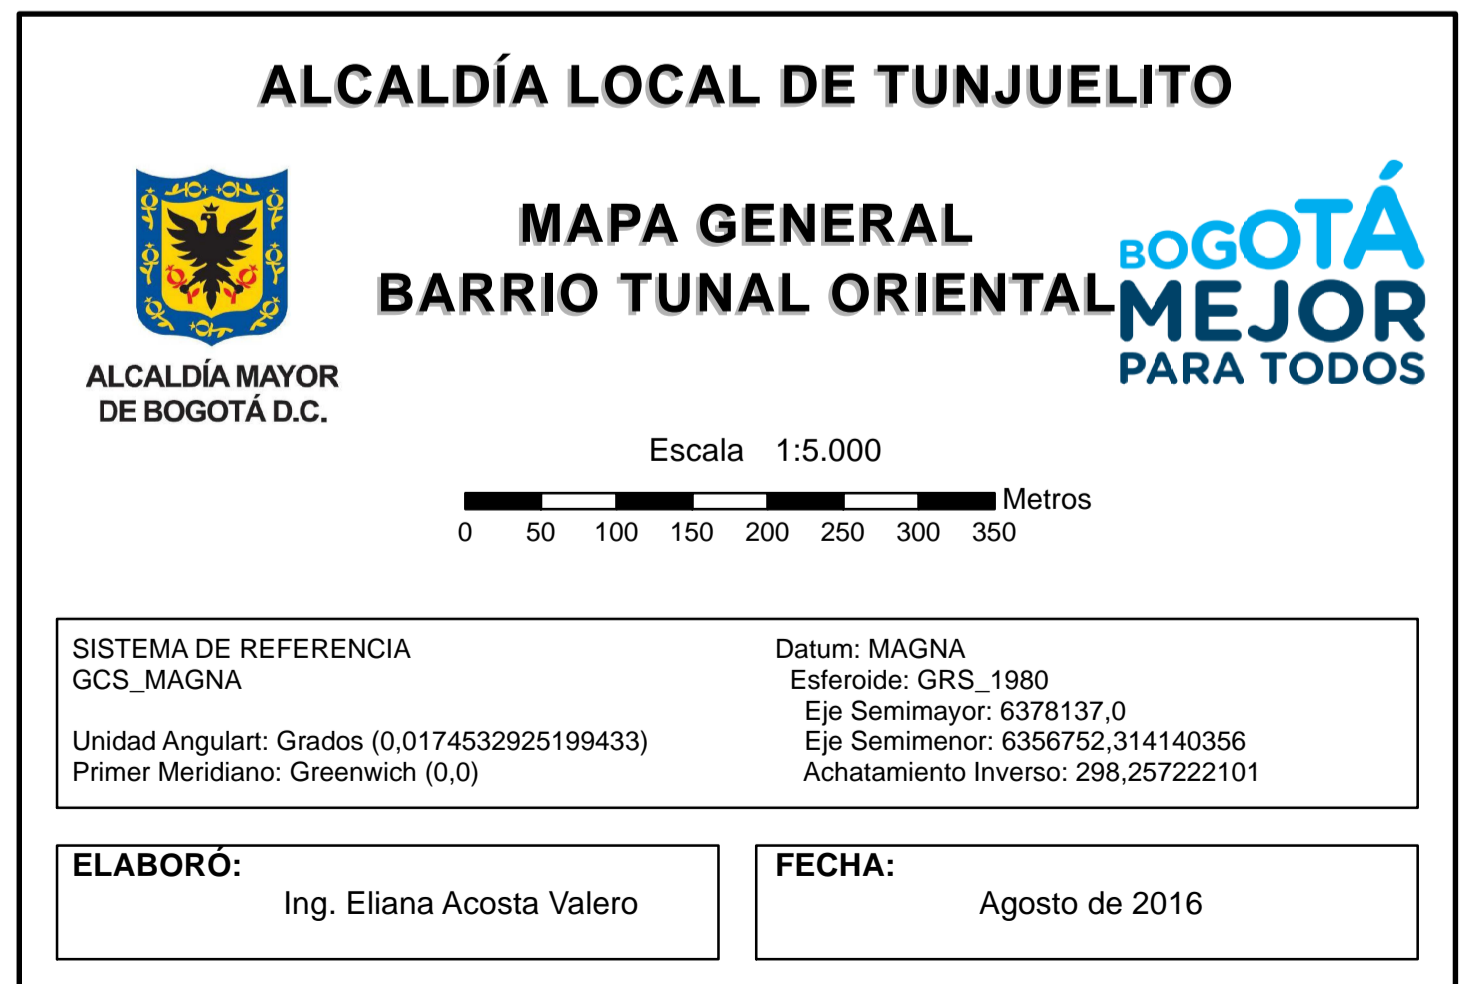 ALCALDÍA LOCAL DE TUNJUELITO
MAPA GENERAL
BARRIO TUNAL ORIENTAL
ALCALDÍA MAYOR
DE BOGOTÁ D.C.
BOGOTÁ
MEJOR
PARA TODOS
Escala 1:5.000
Metros
0 50 100 150 200 250 300 350
SISTEMA DE REFERENCIA
GCS_MAGNA
Unidad Angulart: Grados (0,0174532925199433)
Primer Meridiano: Greenwich (0,0)
Datum: MAGNA
Esferoide: GRS_1980
Eje Semimayor: 6378137,0
Eje Semimenor: 6356752,314140356
Achatamiento Inverso: 298,257222101
ELABORÓ:
Ing. Eliana Acosta Valero
FECHA:
Agosto de 2016